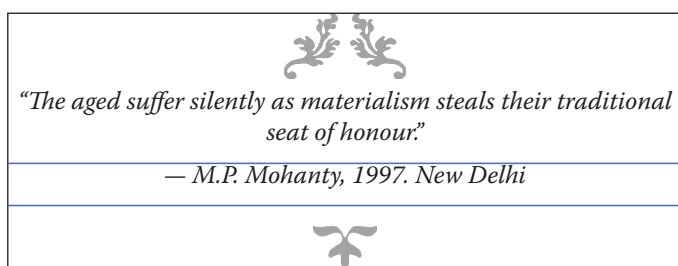 “The aged suffer silently as materialism steals their traditional
seat of honour.”
— M.P. Mohanty, 1997. New Delhi